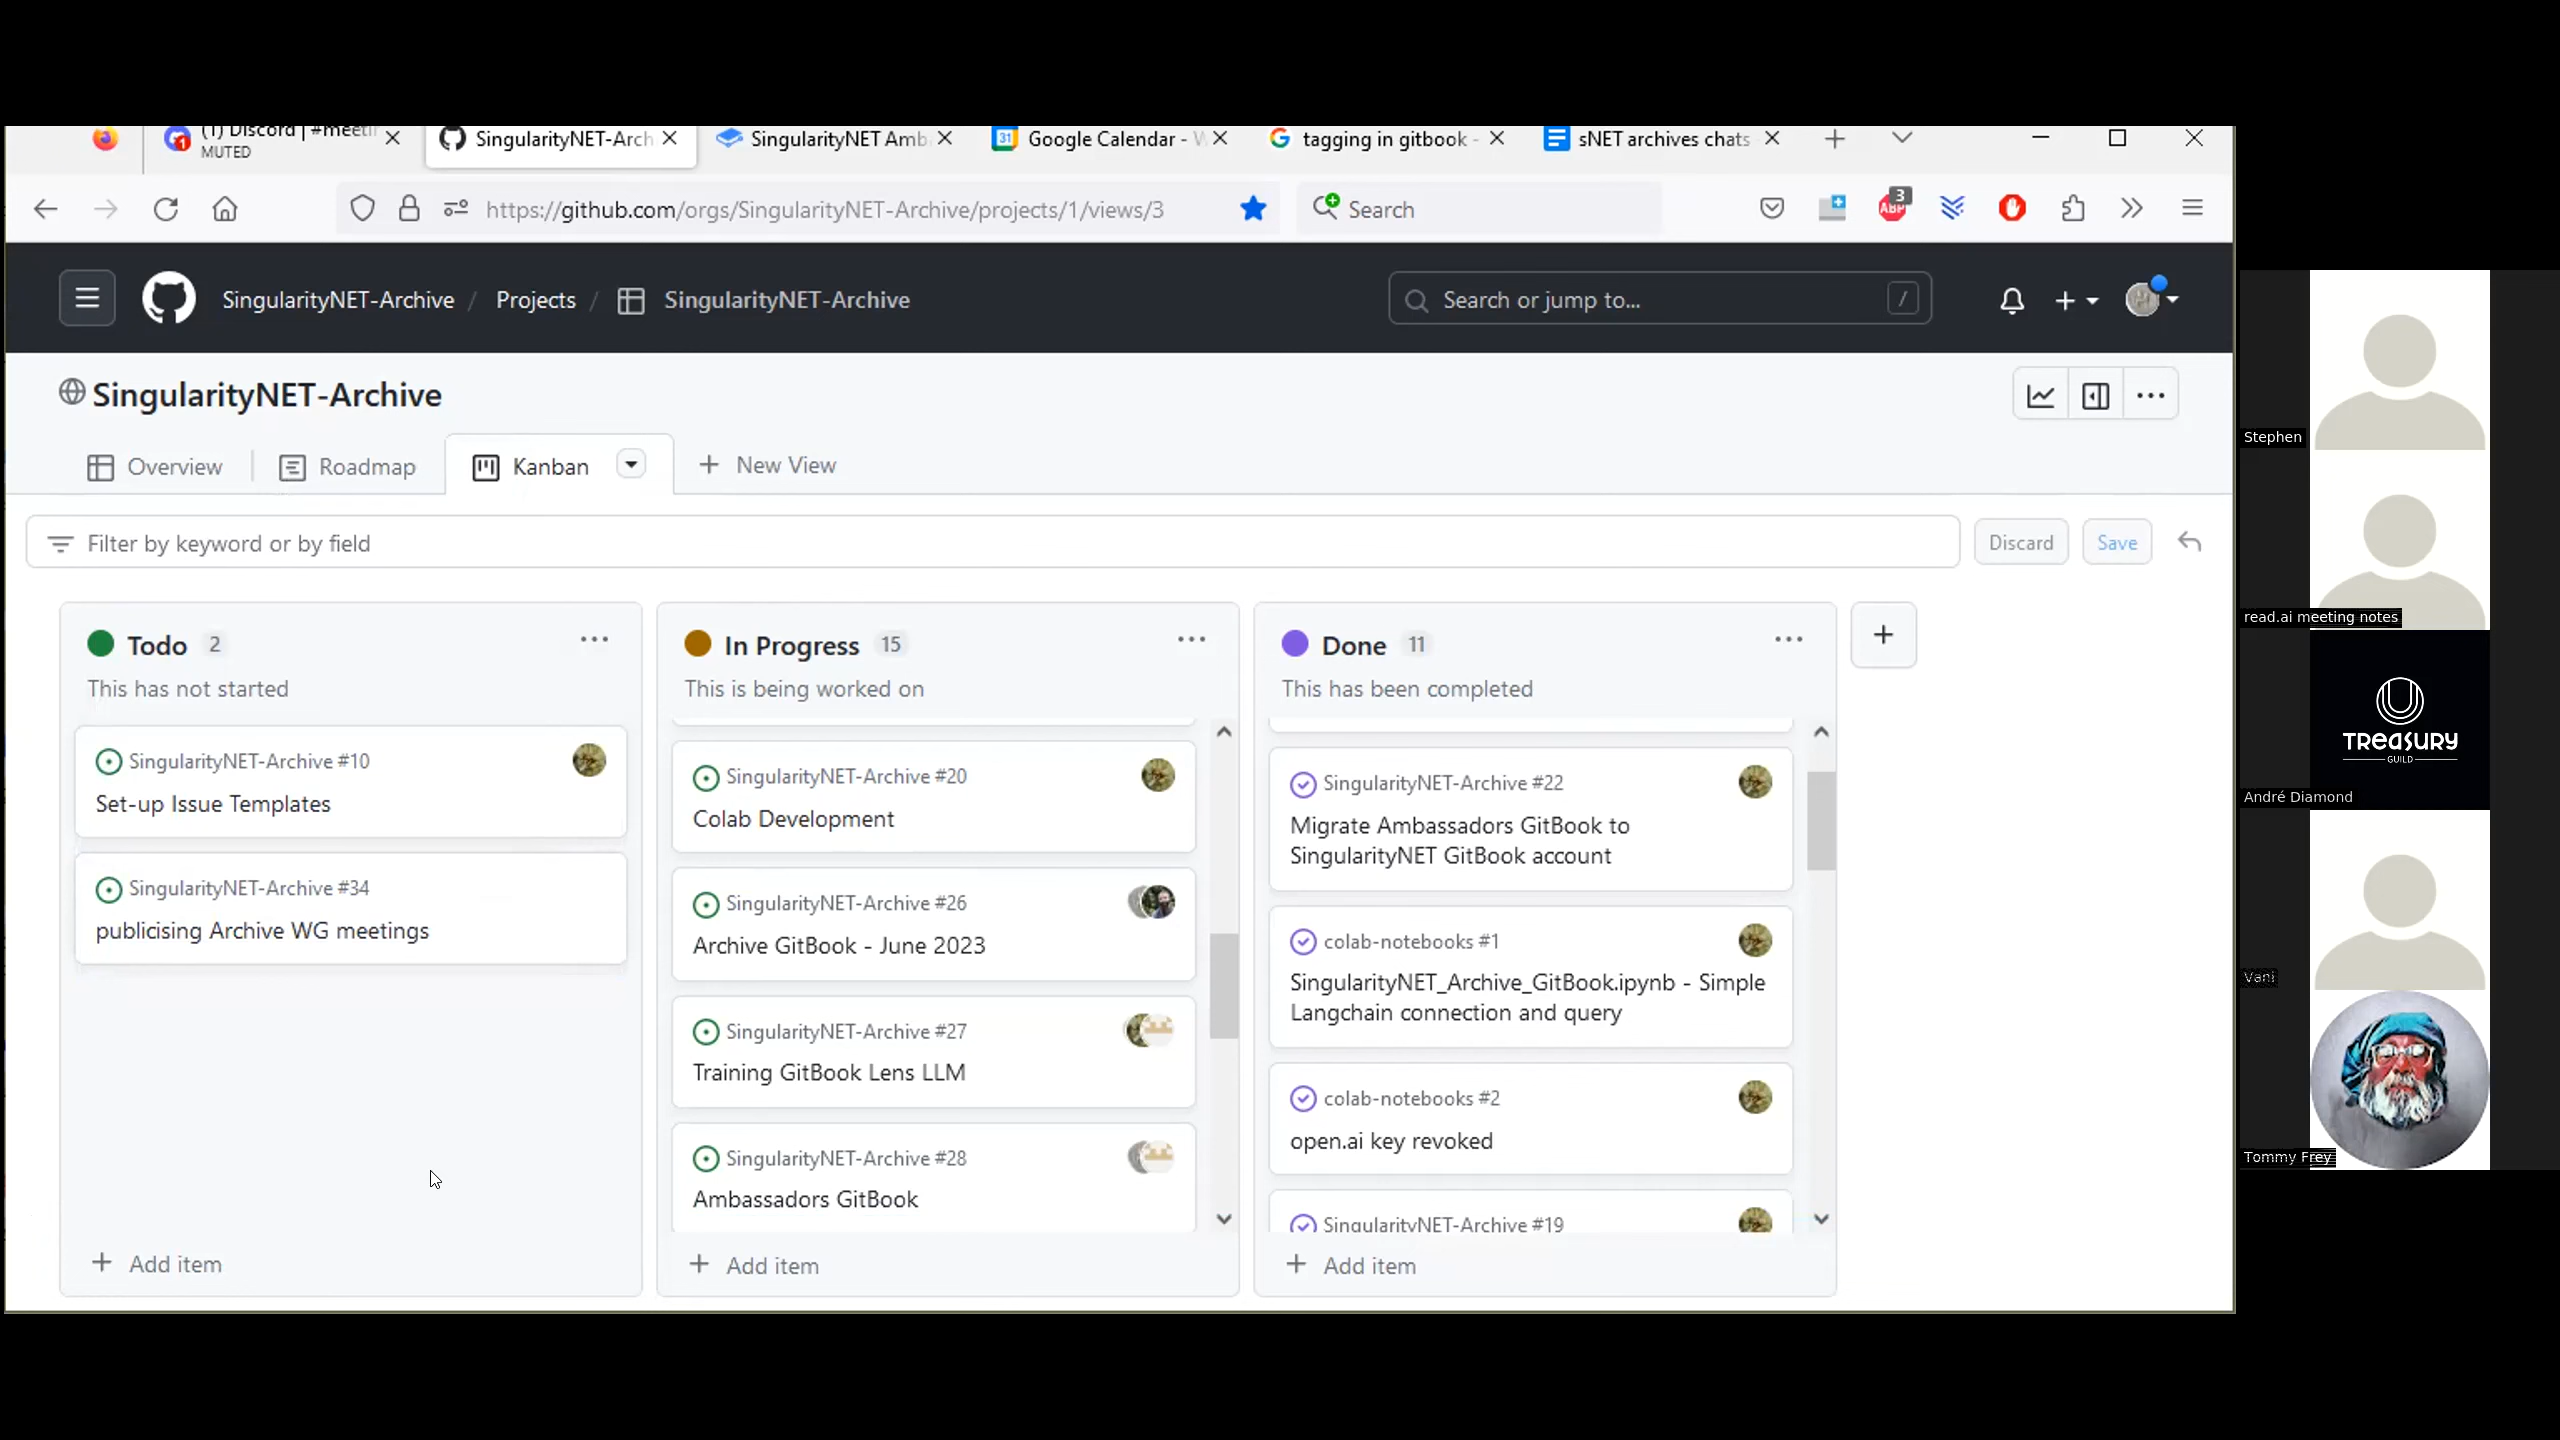 (1) Discord | #meeti
MUTED
SingularityNET-Arch
SingularityNET Amb
31
Google Calendar - W
tagging in gitbook -
sNET archives chats
https://github.com/orgs/SingularityNET-Archive/projects/1/views/3
Search
ABP
3
SingularityNET-Archive / Projects / SingularityNET-Archive
Search or jump to...
/
SingularityNET-Archive
Overview
Roadmap
Kanban
New View
Filter by keyword or by field
Discard
Save
Todo 2
This has not started
SingularityNET-Archive #10
Set-up Issue Templates
SingularityNET-Archive #34
publicising Archive WG meetings
Add item
In Progress 15
This is being worked on
SingularityNET-Archive #20
Colab Development
SingularityNET-Archive #26
Archive GitBook - June 2023
SingularityNET-Archive #27
Training GitBook Lens LLM
SingularityNET-Archive #28
Ambassadors GitBook
Add item
Done 11
This has been completed
SingularityNET-Archive #22
Migrate Ambassadors GitBook to
SingularityNET GitBook account
colab-notebooks #1
SingularityNET_Archive_GitBook.ipynb - Simple
Langchain connection and query
colab-notebooks #2
open.ai key revoked
SingularityNET-Archive #19
Add item
Stephen
read.ai meeting notes
TREASURY
GUILD
André Diamond
Vani
Tommy Frey